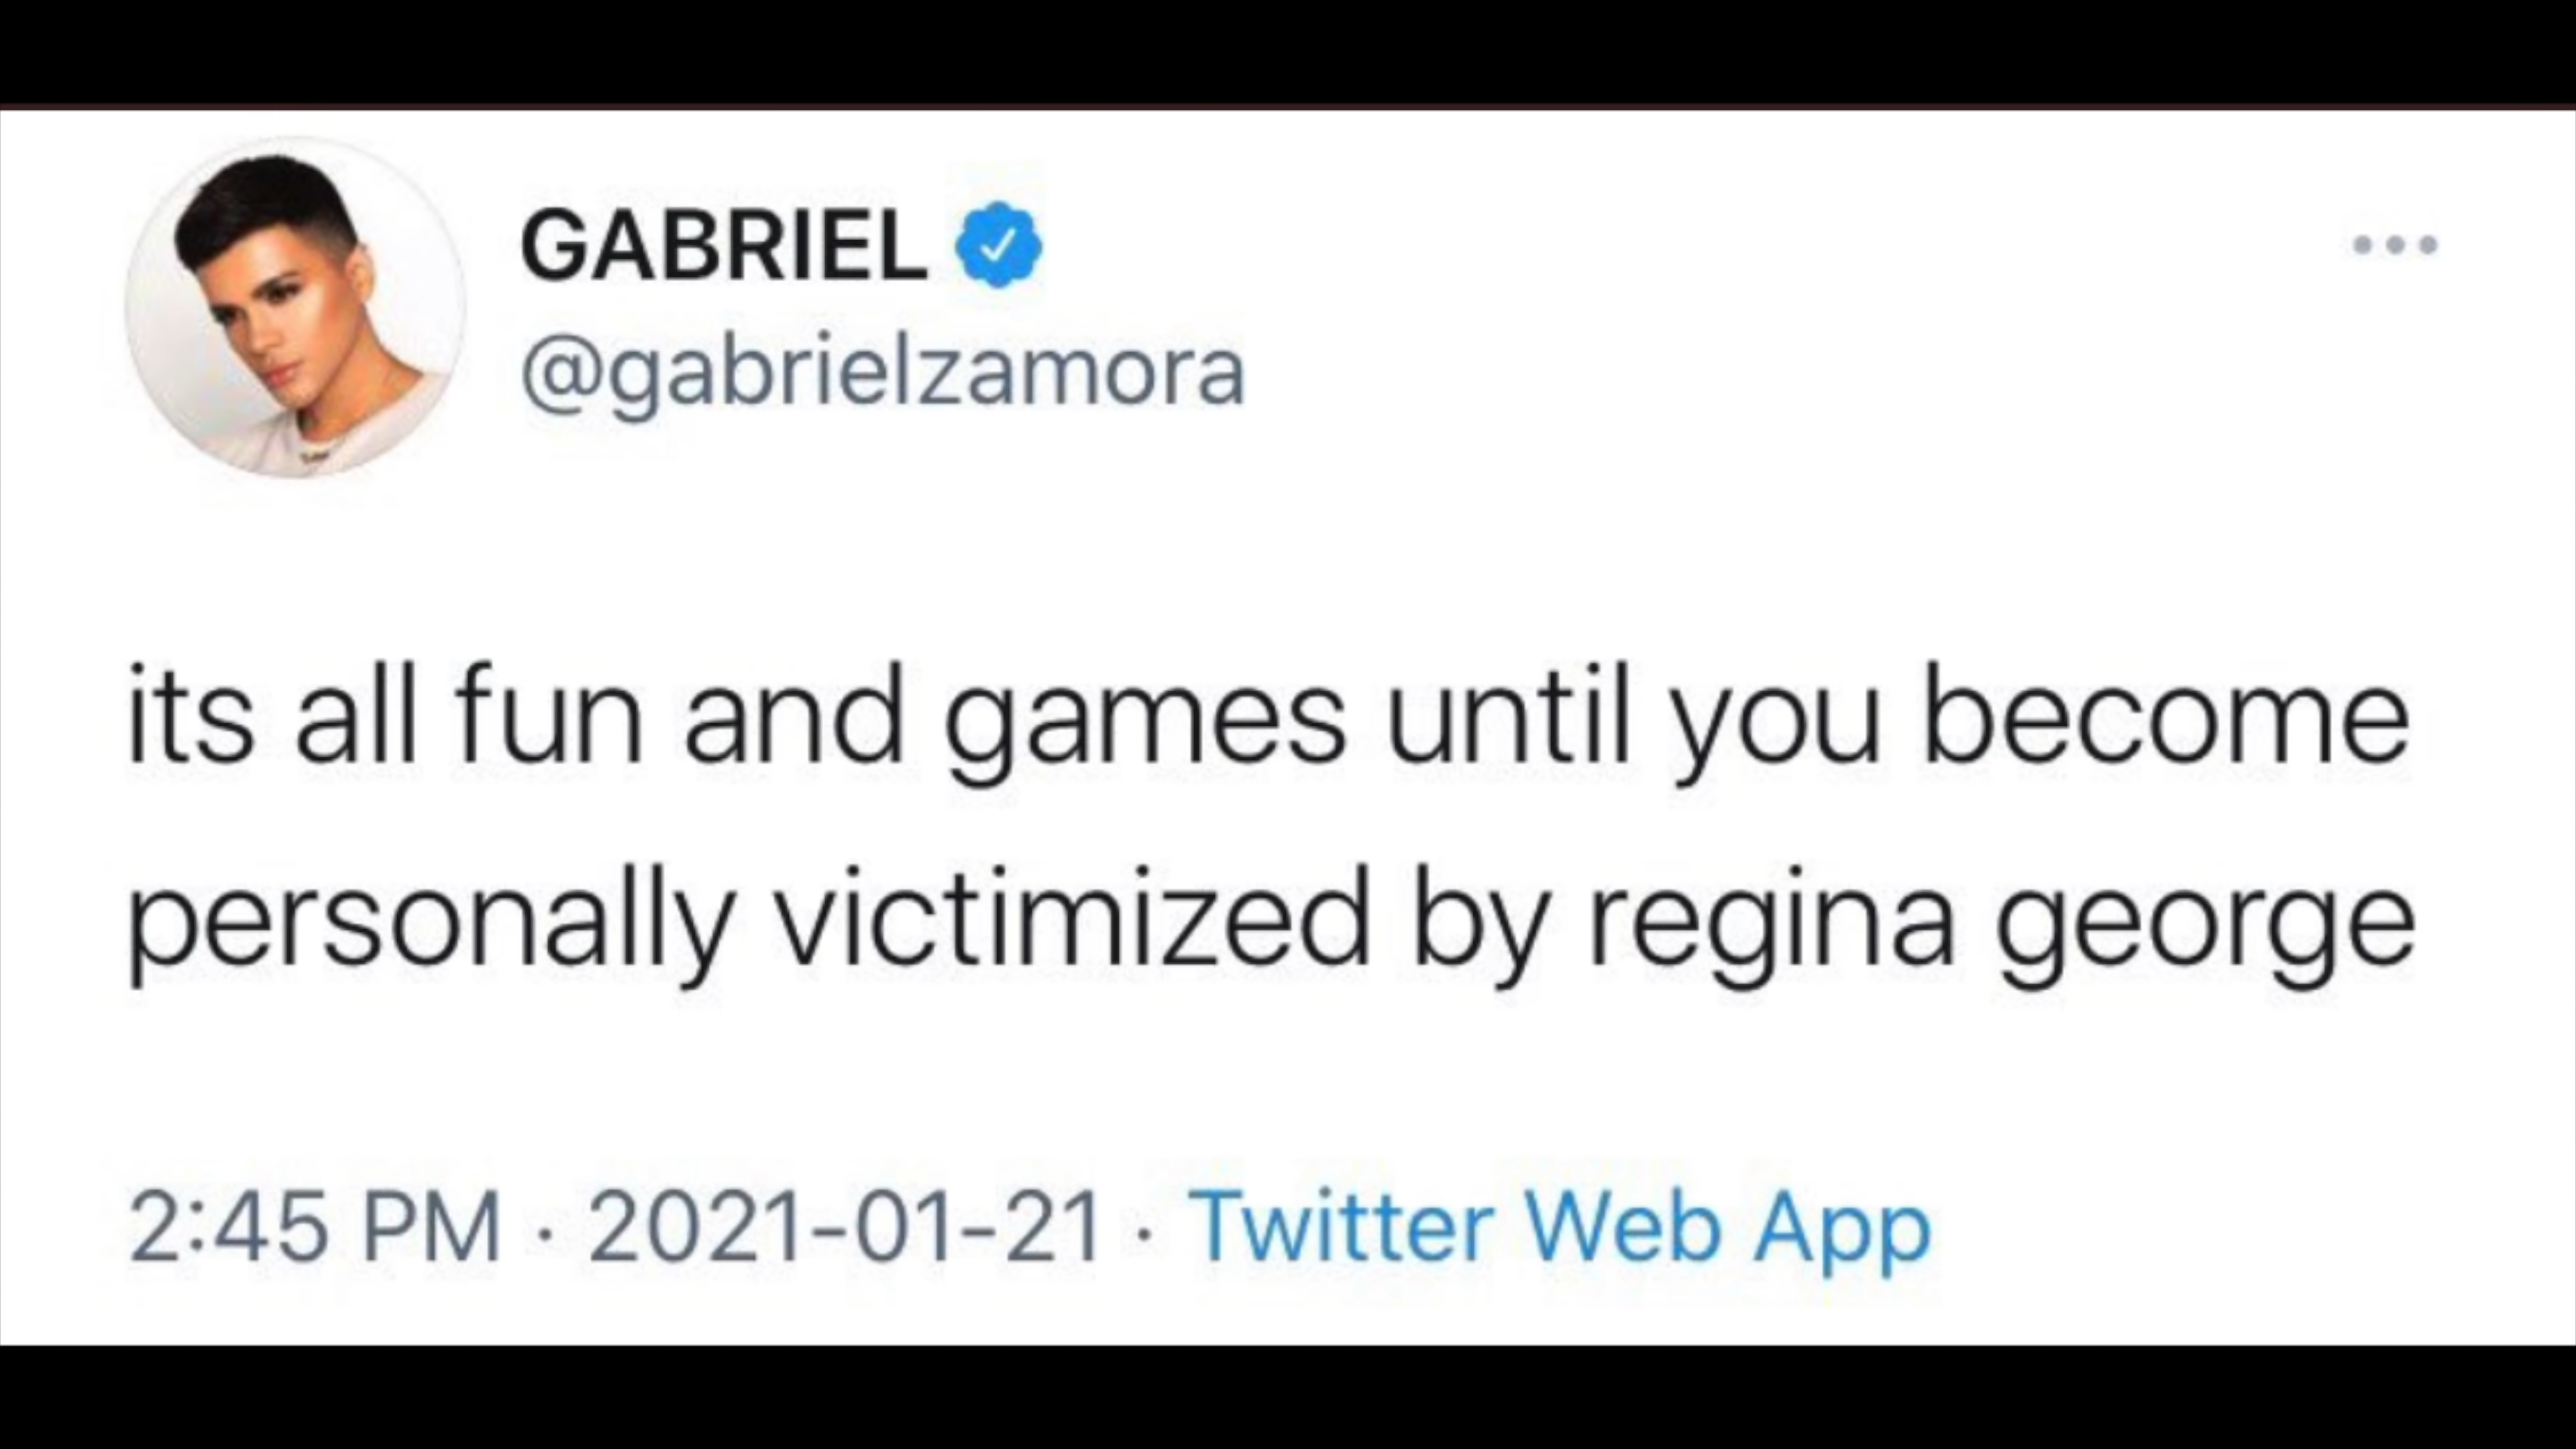 GABRIEL
@gabrielzamora
its all fun and games until you become
personally victimized by regina george
2:45 PM · 2021-01-21 · Twitter Web App